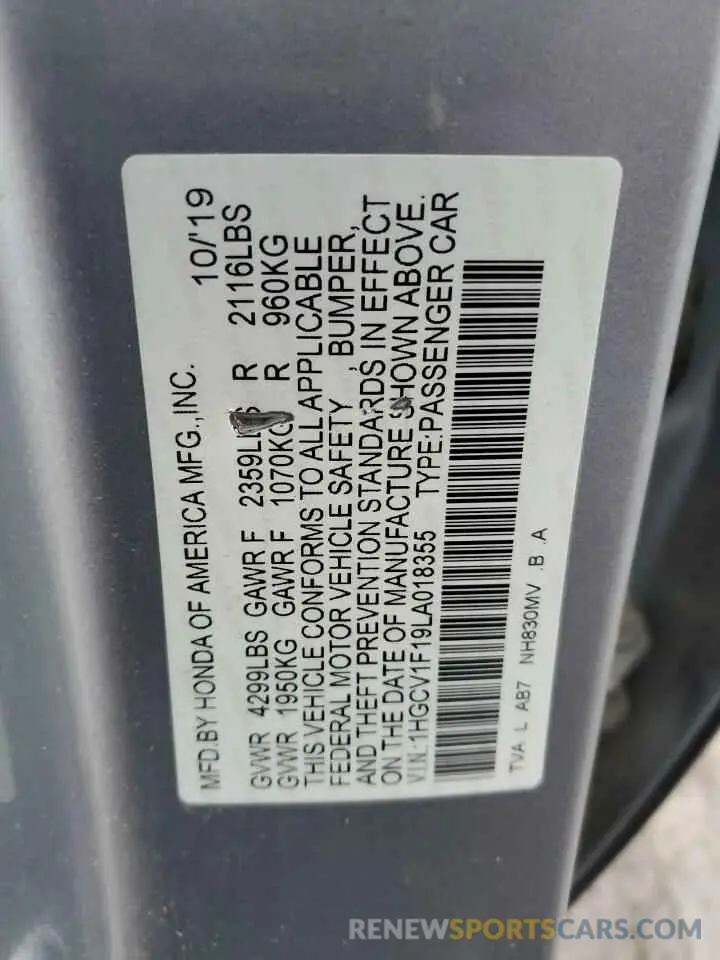 MFD.BY HONDA OF AMERICA MFG.,INC. 10/'19
GVWR 4299LBS GAWR F 2359LBS R 2116LBS
GVWR 1950KG GAWR F 1070KG R 960KG
THIS VEHICLE CONFORMS TO ALL APPLICABLE
FEDERAL MOTOR VEHICLE SAFETY , BUMPER,
AND THEFT PREVENTION STANDARDS IN EFFECT
ON THE DATE OF MANUFACTURE SHOWN ABOVE.
V.I.N.:1HGCV1F19LA018355 TYPE:PASSENGER CAR
TVA L AB7 NH830MV .B .A
RENEWSPORTSCARS.COM